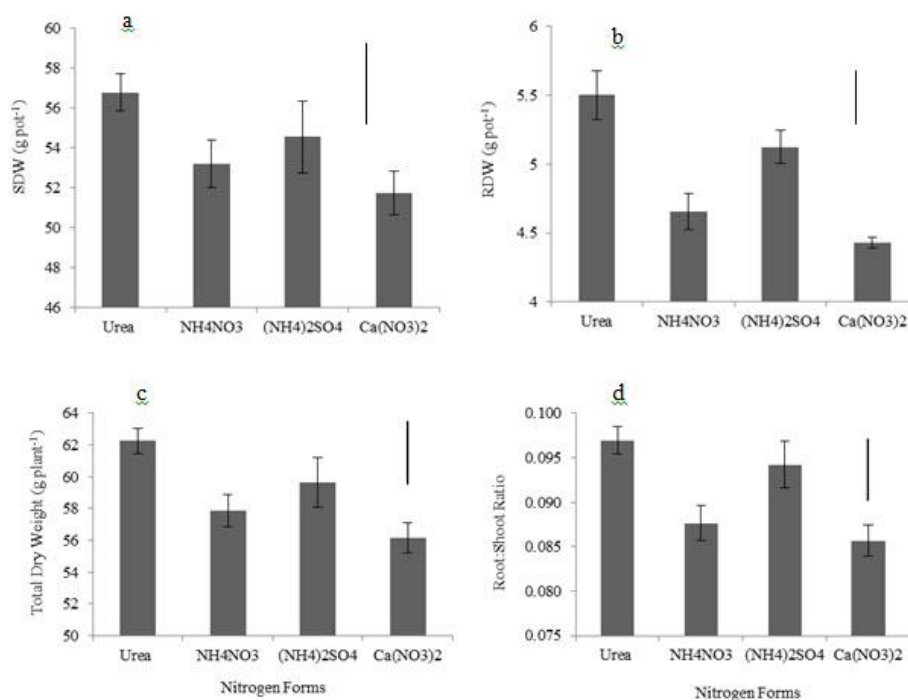 a
SDW (g pot-1)
60
58
56
54
52
50
48
46
Urea
NH4NO3
(NH4)2SO4
Ca(NO3)2
b
RDW (g pot-1)
6
5.5
5
4.5
4
Urea
NH4NO3
(NH4)2SO4
Ca(NO3)2
c
Total Dry Weight (g plant-1)
64
62
60
58
56
54
52
50
Urea
NH4NO3
(NH4)2SO4
Ca(NO3)2
Nitrogen Forms
d
Root:Shoot Ratio
0.100
0.095
0.090
0.085
0.080
0.075
Urea
NH4NO3
(NH4)2SO4
Ca(NO3)2
Nitrogen Forms